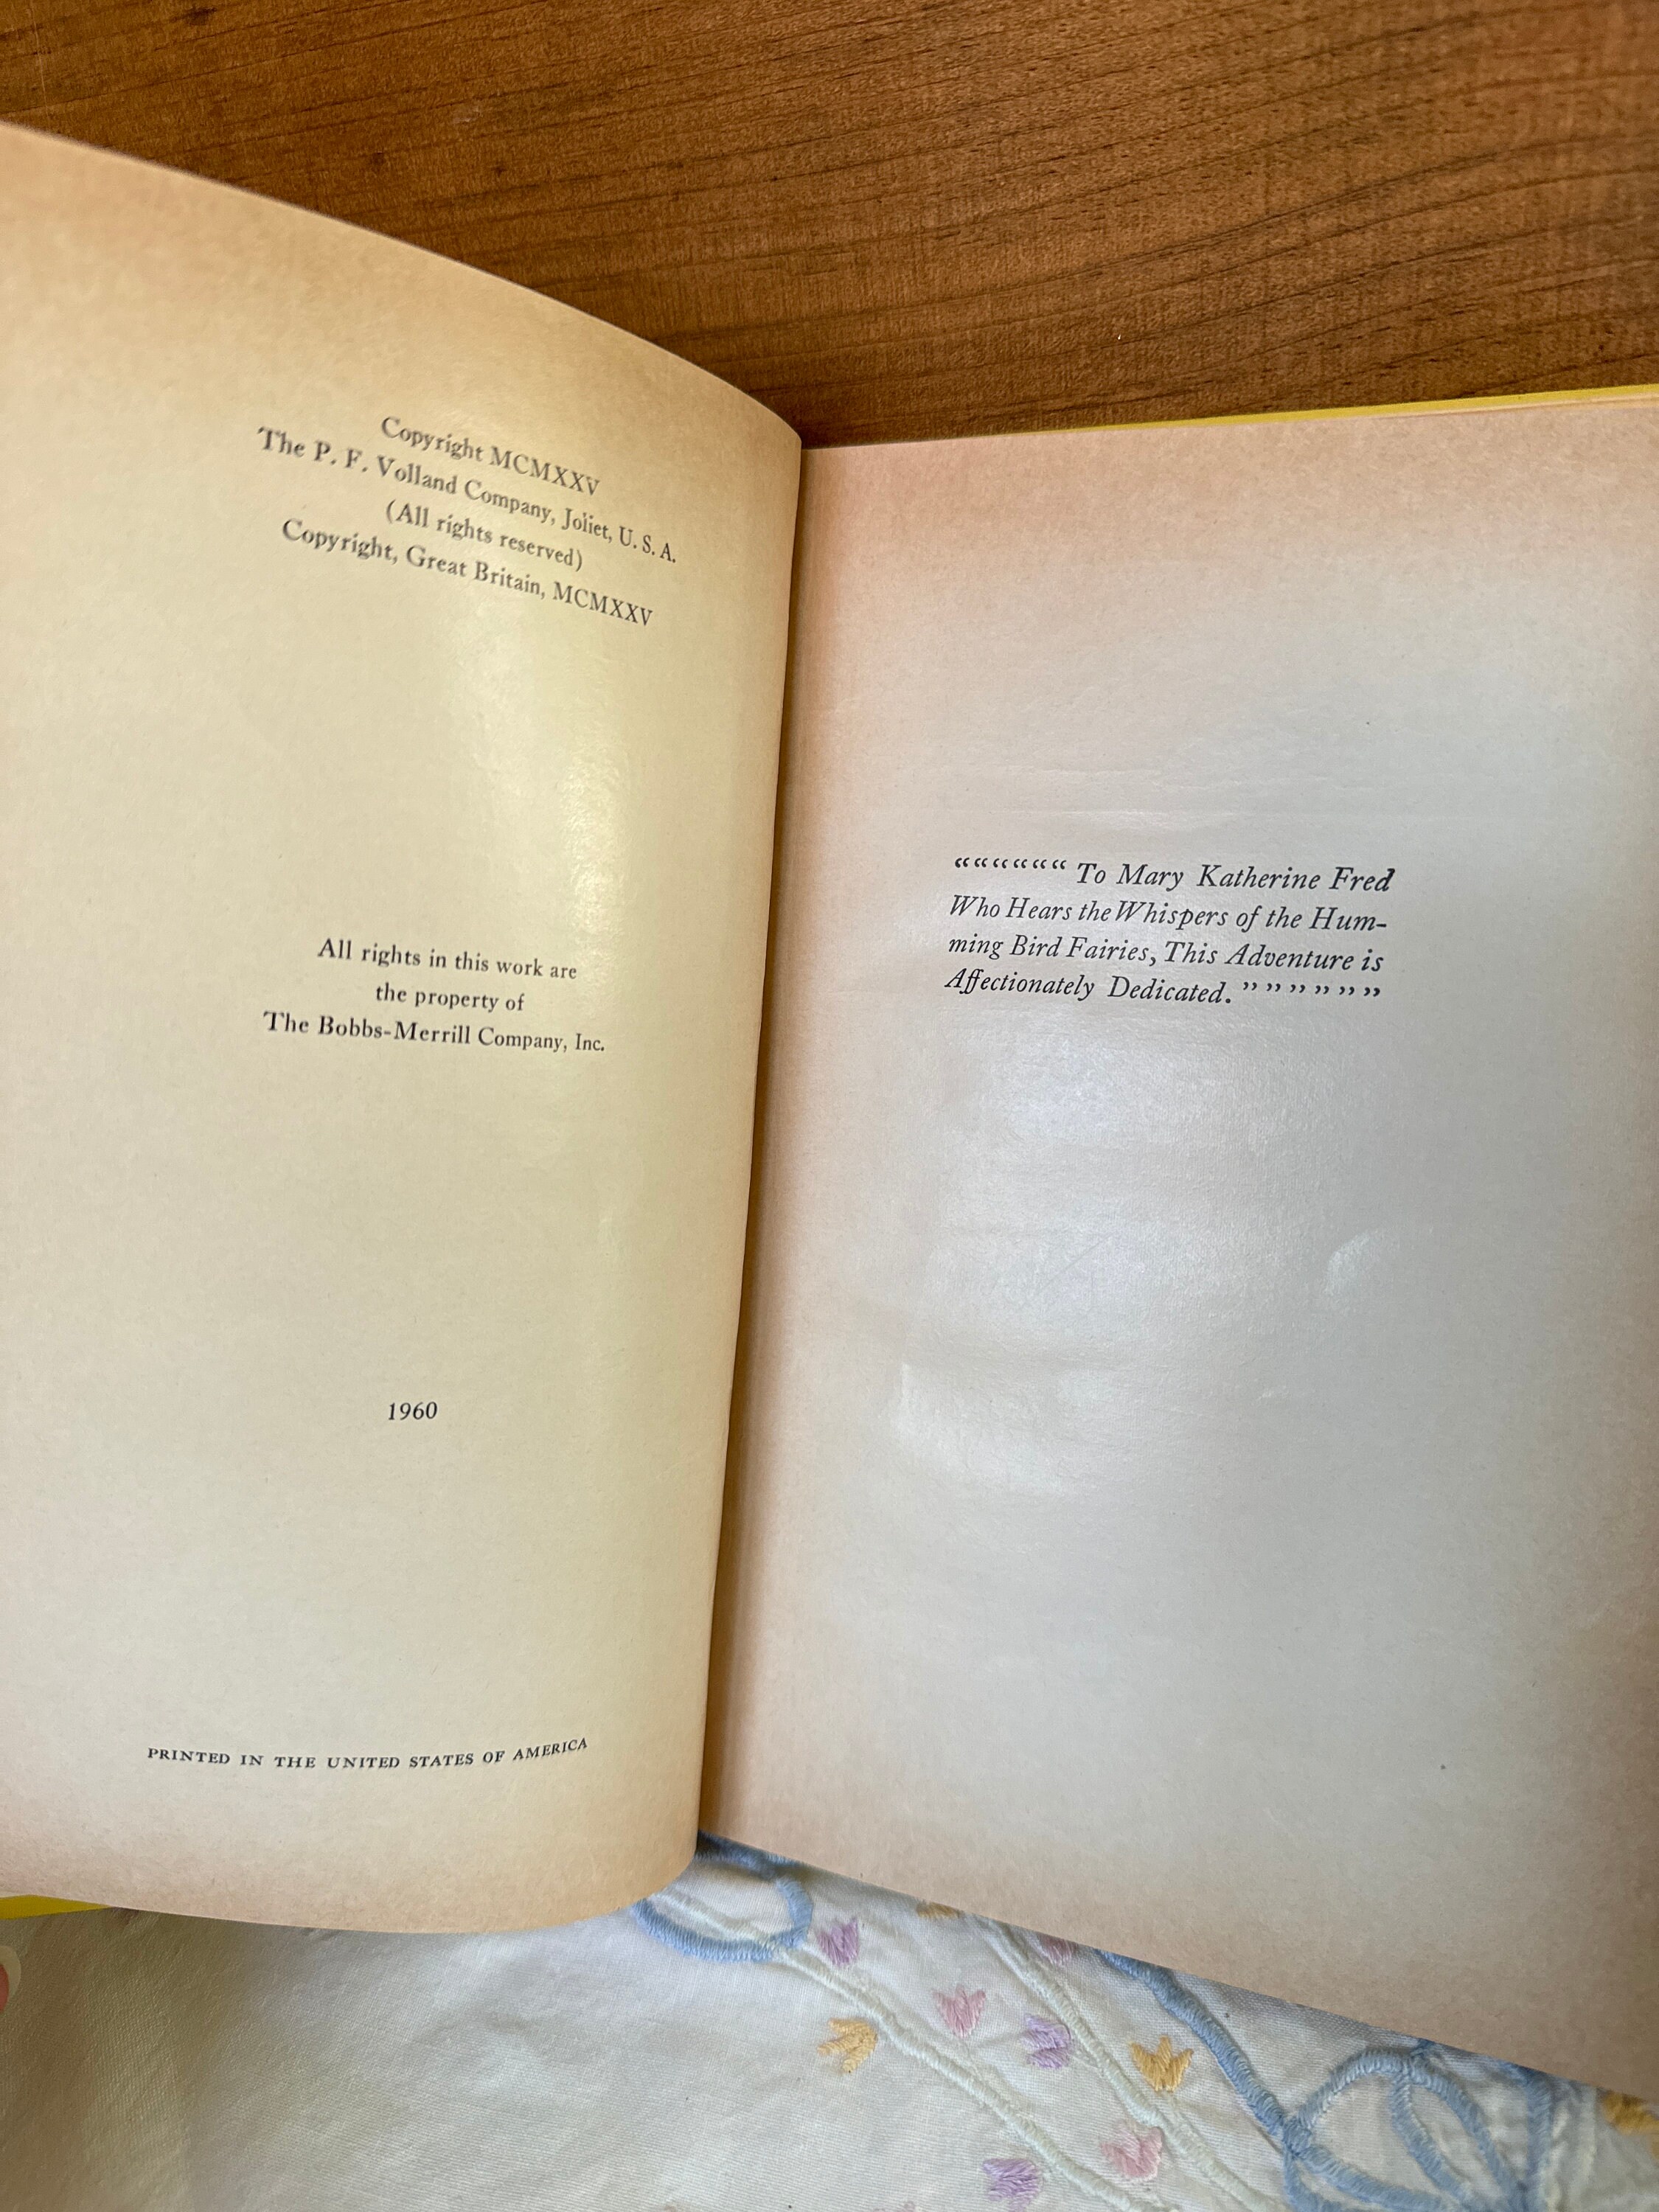 Copyright MCMXXV
The P. F. Volland Company, Joliet, U. S. A.
(All rights reserved)
Copyright, Great Britain, MCMXXV
All rights in this work are
the property of
The Bobbs-Merrill Company, Inc.
1960
PRINTED IN THE UNITED STATES OF AMERICA
“ “ “ “ “ “ To Mary Katherine Fred
Who Hears the Whispers of the Hum-
ming Bird Fairies, This Adventure is
Affectionately Dedicated. ” ” ” ” ” ”